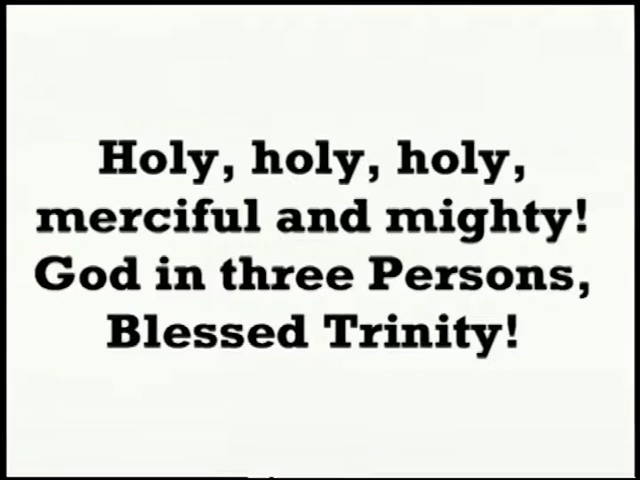 Holy, holy, holy,
merciful and mighty!
God in three Persons,
Blessed Trinity!